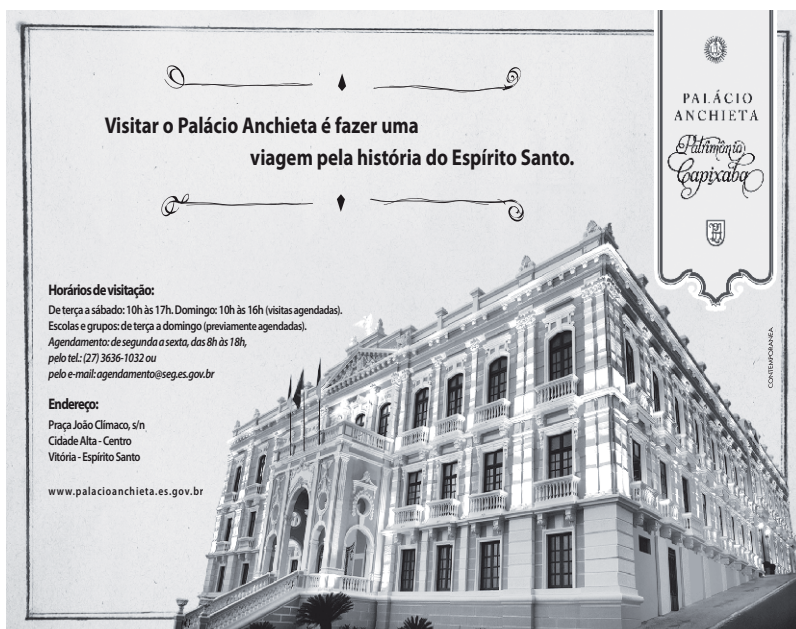 Visitar o Palácio Anchieta é fazer uma
viagem pela história do Espírito Santo.
PALÁCIO
ANCHIETA
Patrimônio
Capixaba
Horários de visitação:
De terça a sábado: 10h às 17h. Domingo: 10h às 16h (visitas agendadas).
Escolas e grupos: de terça a domingo (previamente agendadas).
Agendamento: de segunda a sexta, das 8h às 18h,
pelo tel.: (27) 3636-1032 ou
pelo e-mail: agendamento@seg.es.gov.br
Endereço:
Praça João Clímaco, s/n
Cidade Alta - Centro
Vitória - Espírito Santo
www.palacioanchieta.es.gov.br
CONTEMPORANEA